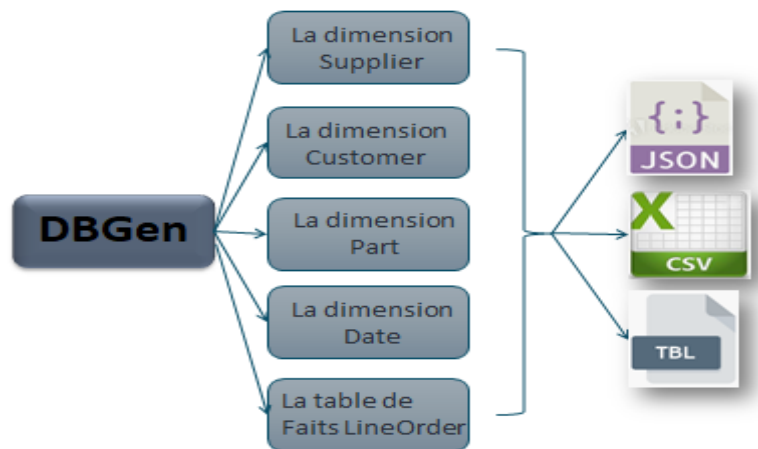 DBGen
La dimension
Supplier
La dimension
Customer
La dimension
Part
La dimension
Date
La table de
Faits LineOrder
{;}
JSON
X
CSV
TBL